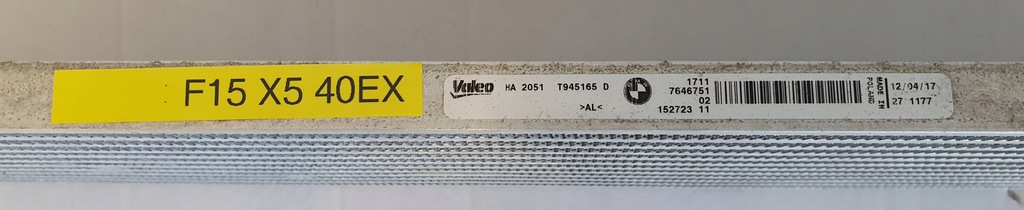 F15 X5 40EX
Valeo HA 2051 T945165 D
>AL<
1711
7646751
02
152723 11
MADE IN
POLAND
12/04/17
27 1177